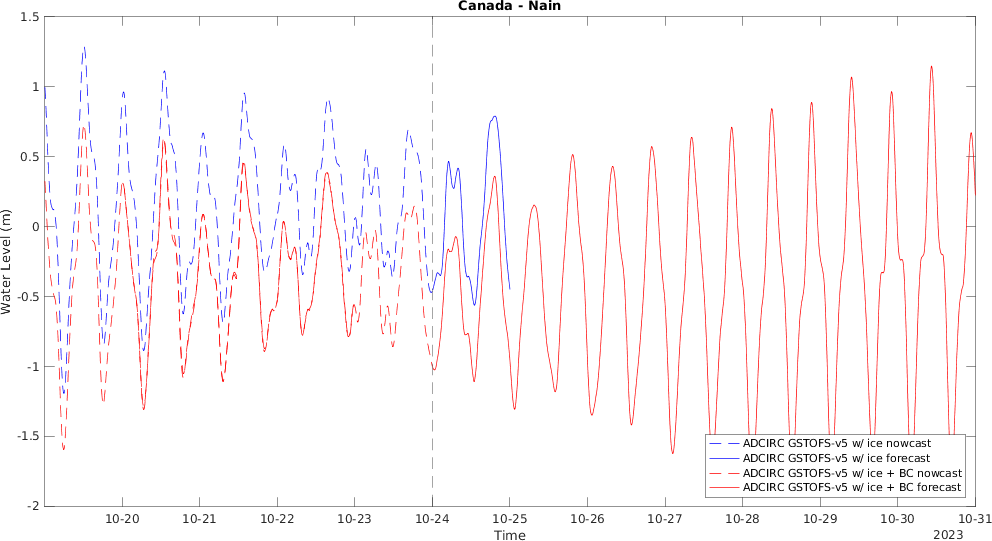 Canada - Nain
1.5
1
0.5
0
-0.5
-1
-1.5
-2
Water Level (m)
ADCIRC GSTOFS-v5 w/ ice nowcast
ADCIRC GSTOFS-v5 w/ ice forecast
ADCIRC GSTOFS-v5 w/ ice + BC nowcast
ADCIRC GSTOFS-v5 w/ ice + BC forecast
10-20 10-21 10-22 10-23 10-24 10-25 10-26 10-27 10-28 10-29 10-30 10-31
Time
2023